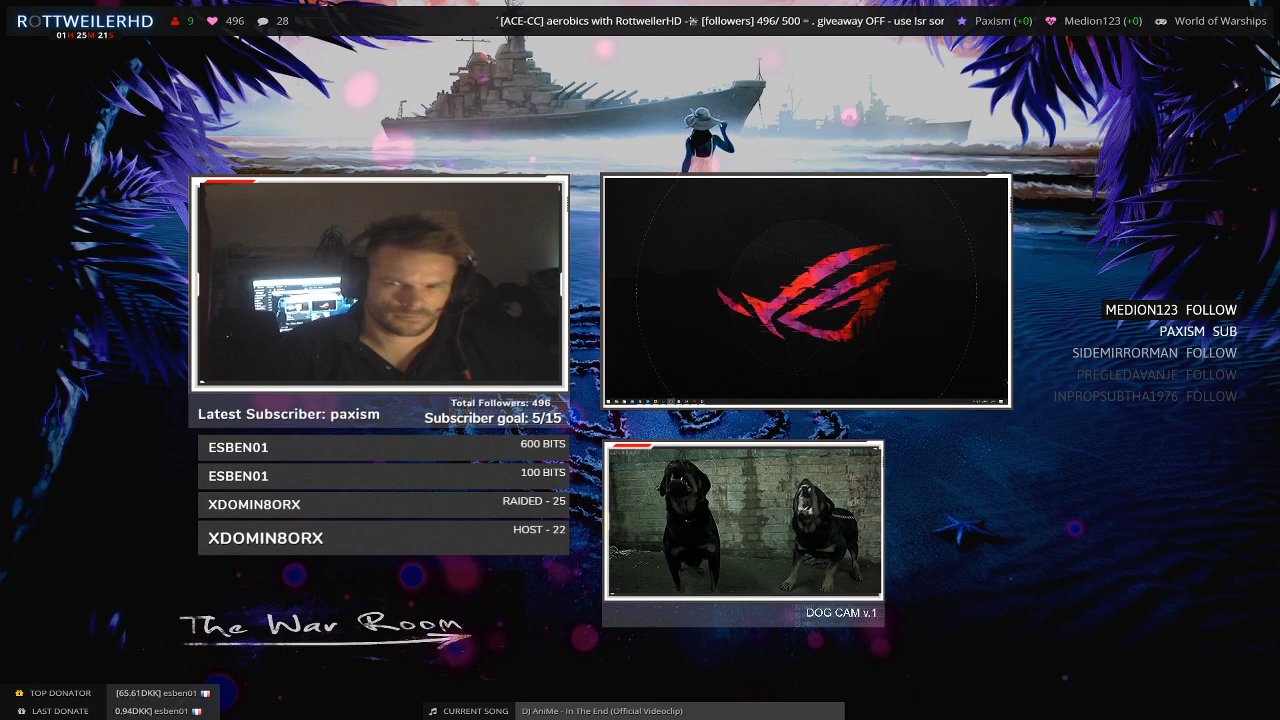 ROTTWEILERHD
9
496
28
[ACE-CC] aerobics with RottweilerHD
[followers] 496/ 500 = , giveaway OFF - use !sr
Paxism (+0)
Medion123 (+0)
World of Warships
01H 25M 21S
MEDION123 FOLLOW
PAXISM SUB
SIDEMIRRORMAN FOLLOW
PREGLEDAVANJE FOLLOW
INPROPSUBTHA1976 FOLLOW
Total Followers: 496
Latest Subscriber: paxism
Subscriber goal: 5/15
ESBEN01 600 BITS
ESBEN01 100 BITS
XDOMIN8ORX RAIDED - 25
XDOMIN8ORX HOST - 22
DOG CAM v.1
The War Room
TOP DONATOR [65.61DKK] esben01
LAST DONATE 0.94DKK] esben01
CURRENT SONG DJ AniMe - In The End (Official Videoclip)